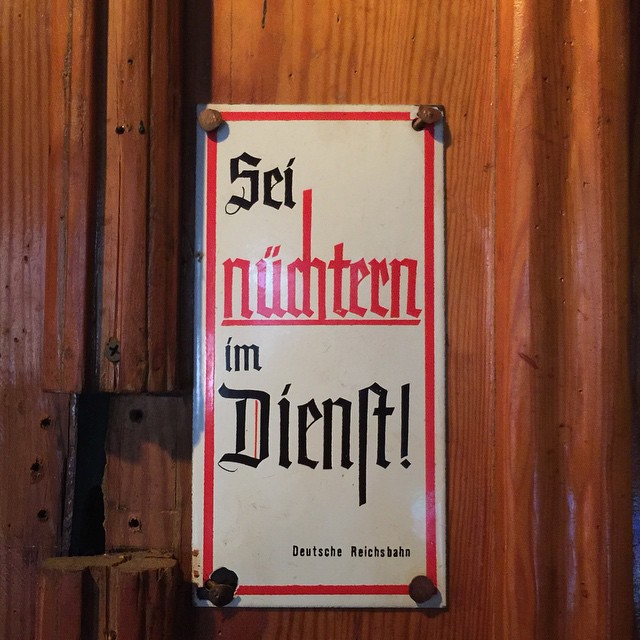 Sei
nüchtern
im
Dienst!
Deutsche Reichsbahn